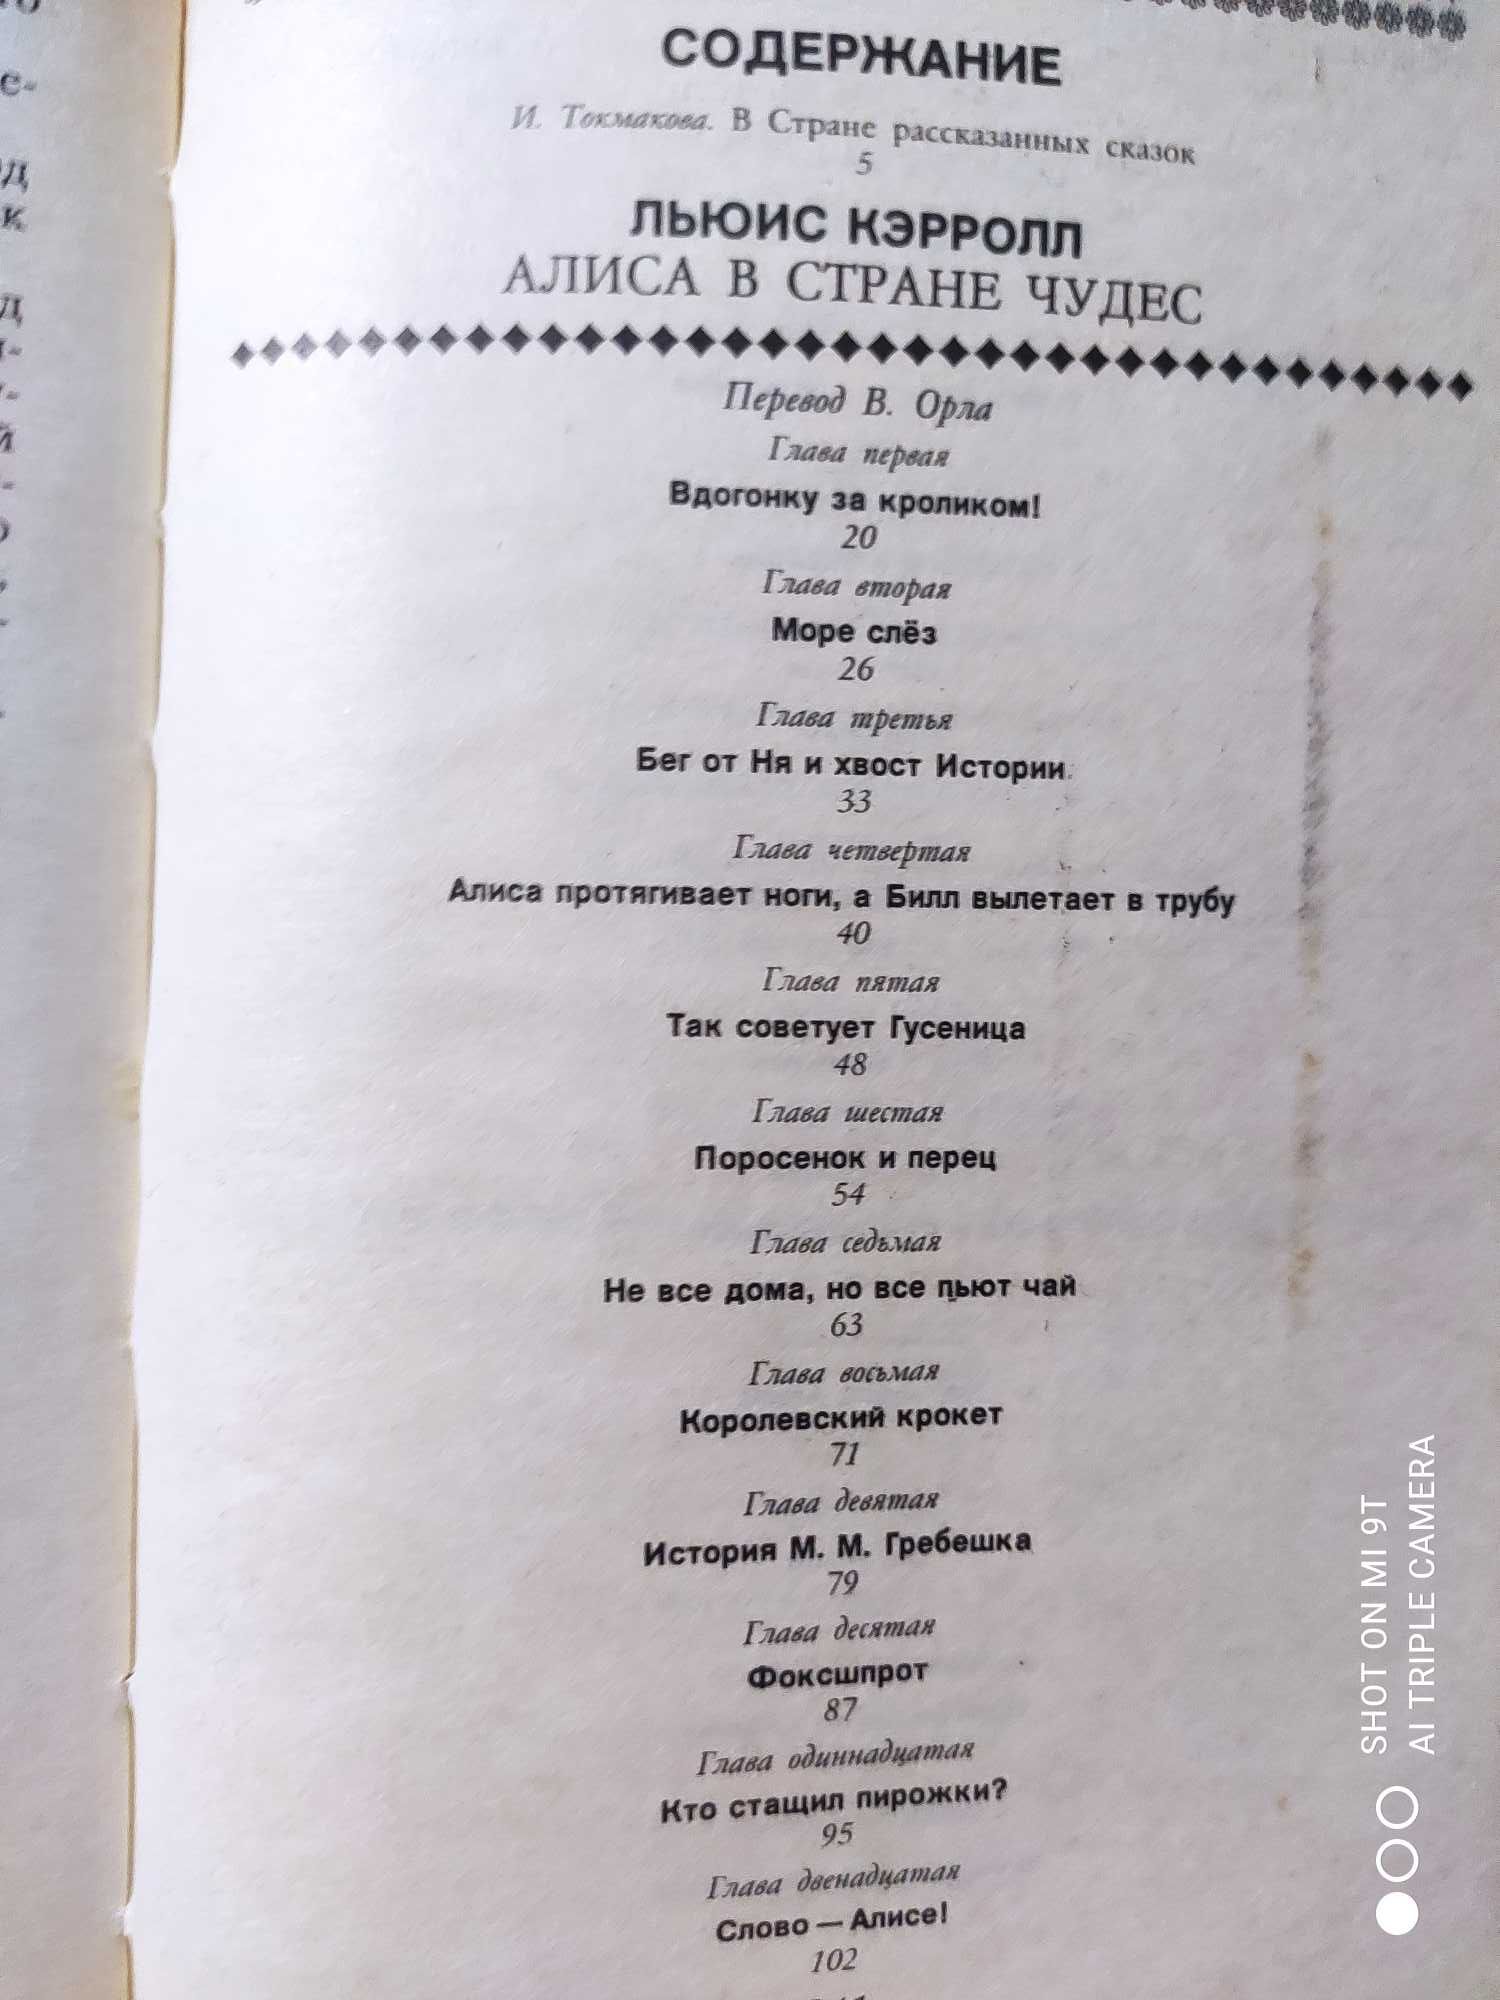 СОДЕРЖАНИЕ
И. Токмакова. В Стране рассказанных сказок
5
ЛЬЮИС КЭРРОЛЛ
АЛИСА В СТРАНЕ ЧУДЕС
Перевод В. Орла
Глава первая
Вдогонку за кроликом!
20
Глава вторая
Море слёз
26
Глава третья
Бег от Ня и хвост Истории
33
Глава четвертая
Алиса протягивает ноги, а Билл вылетает в трубу
40
Глава пятая
Так советует Гусеница
48
Глава шестая
Поросенок и перец
54
Глава седьмая
Не все дома, но все пьют чай
63
Глава восьмая
Королевский крокет
71
Глава девятая
История М. М. Гребешка
79
Глава десятая
Фоксшпрот
87
Глава одиннадцатая
Кто стащил пирожки?
95
Глава двенадцатая
Слово — Алисе!
102
SHOT ON MI 9T
AI TRIPLE CAMERA